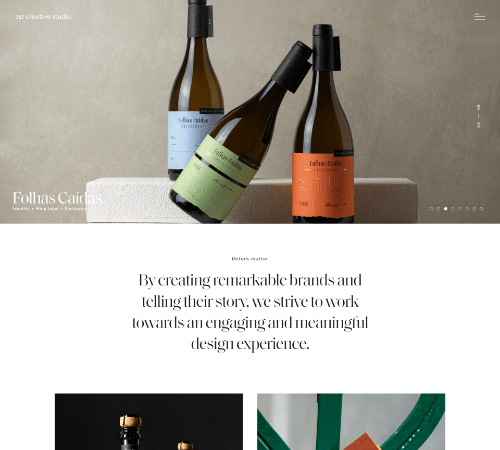 357 creative studio
Folhas Caídas
Folhas Caídas
Folhas Caídas
Folhas Caídas
Identity + Wine label + Packaging
Details matter
By creating remarkable brands and
telling their story, we strive to work
towards an engaging and meaningful
design experience.